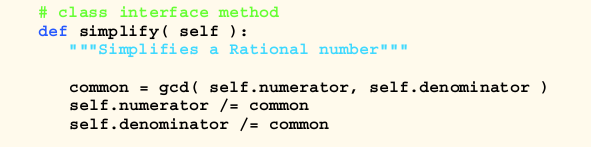 # class interface method
def simplify( self ):
"""Simplifies a Rational number"""
common = gcd( self.numerator, self.denominator )
self.numerator /= common
self.denominator /= common